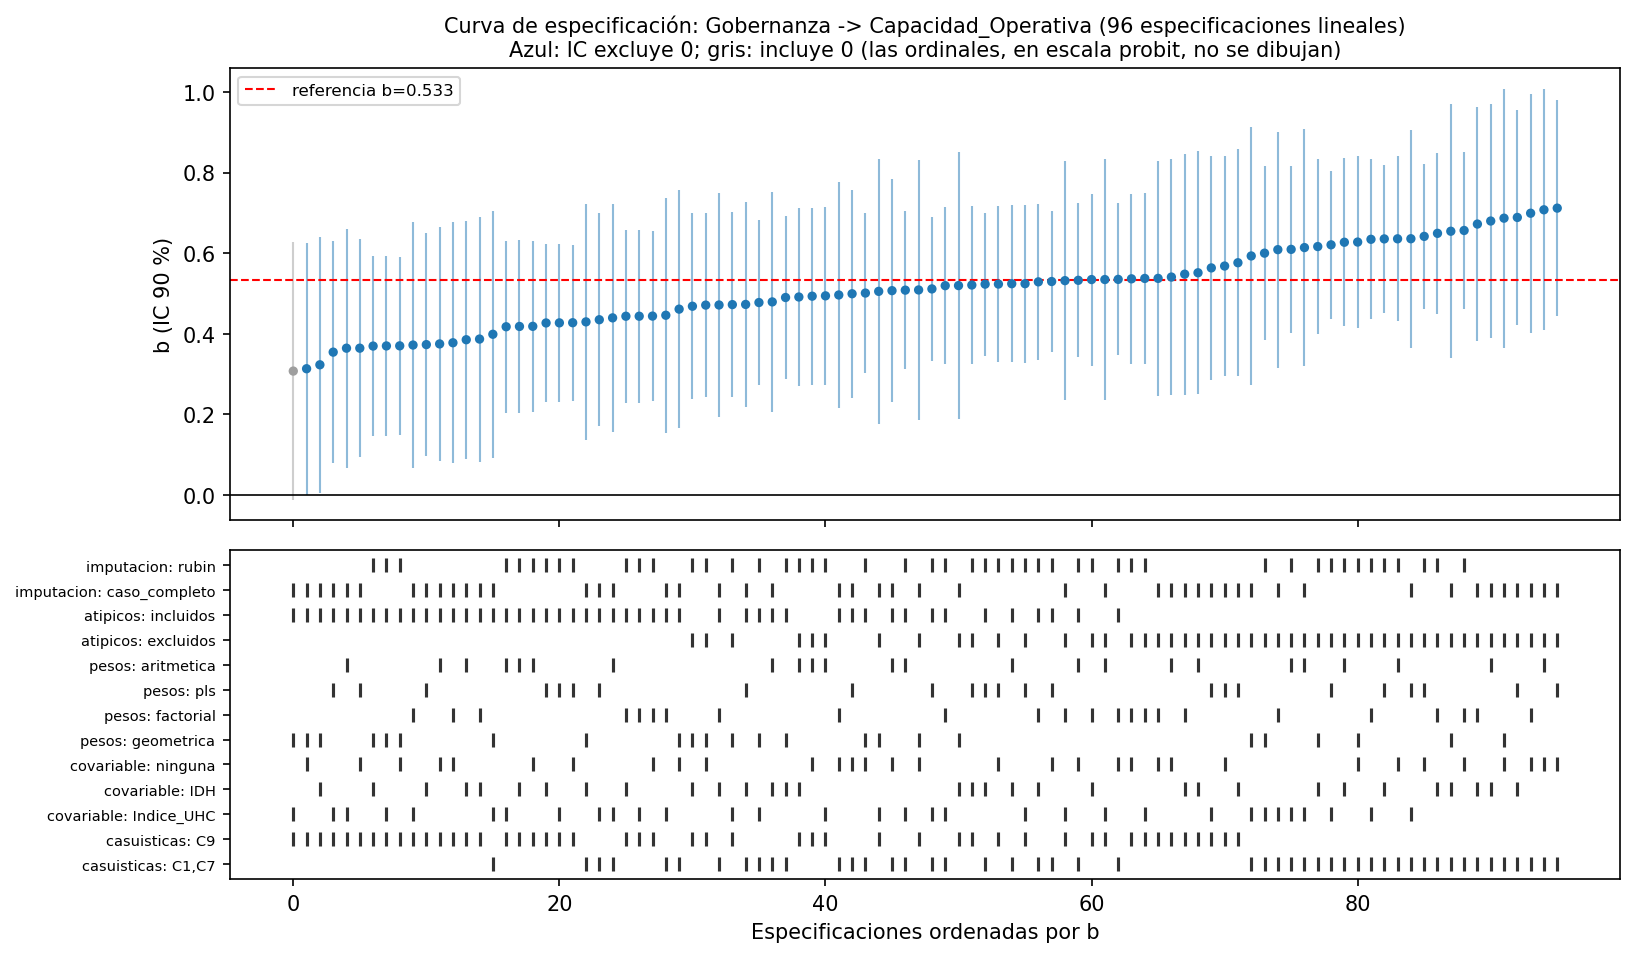 Curva de especificación: Gobernanza -> Capacidad_Operativa (96 especificaciones lineales)
Azul: IC excluye 0; gris: incluye 0 (las ordinales, en escala probit, no se dibujan)
referencia b=0.533
b (IC 90 %)
1.0
0.8
0.6
0.4
0.2
0.0
imputacion: rubin
imputacion: caso_completo
atipicos: incluidos
atipicos: excluidos
pesos: aritmetica
pesos: pls
pesos: factorial
pesos: geometrica
covariable: ninguna
covariable: IDH
covariable: Indice_UHC
casuisticas: C9
casuisticas: C1,C7
0 20 40 60 80
Especificaciones ordenadas por b